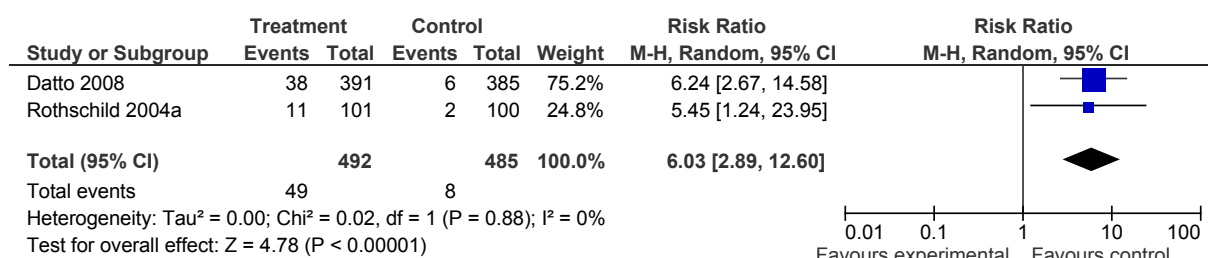 Treatment Control Risk Ratio Risk Ratio
Study or Subgroup Events Total Events Total Weight M-H, Random, 95% CI M-H, Random, 95% CI
Datto 2008 38 391 6 385 75.2% 6.24 [2.67, 14.58]
Rothschild 2004a 11 101 2 100 24.8% 5.45 [1.24, 23.95]
Total (95% CI) 492 485 100.0% 6.03 [2.89, 12.60]
Total events 49 8
Heterogeneity: Tau² = 0.00; Chi² = 0.02, df = 1 (P = 0.88); I² = 0%
Test for overall effect: Z = 4.78 (P < 0.00001)
0.01 0.1 1 10 100
Favours experimental Favours control